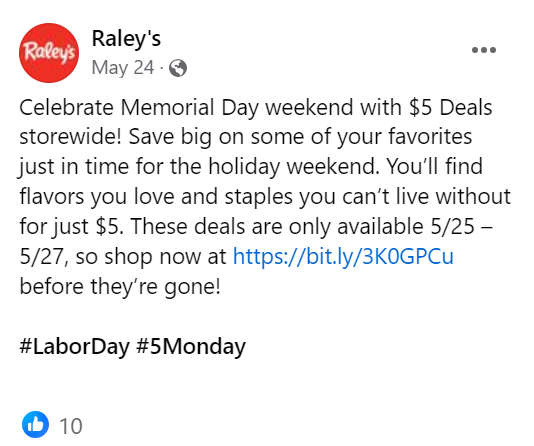 Raley's
Raley's
May 24 ·
Celebrate Memorial Day weekend with $5 Deals
storewide! Save big on some of your favorites
just in time for the holiday weekend. You’ll find
flavors you love and staples you can’t live without
for just $5. These deals are only available 5/25 –
5/27, so shop now at https://bit.ly/3K0GPCu
before they’re gone!
#LaborDay #5Monday
10